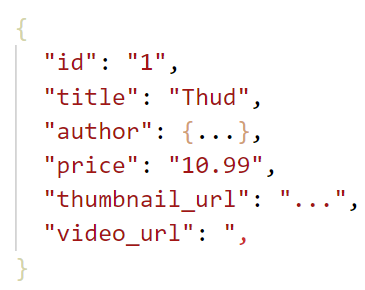 {
"id": "1",
"title": "Thud",
"author": {...},
"price": "10.99",
"thumbnail_url": "...",
"video_url": ",
}